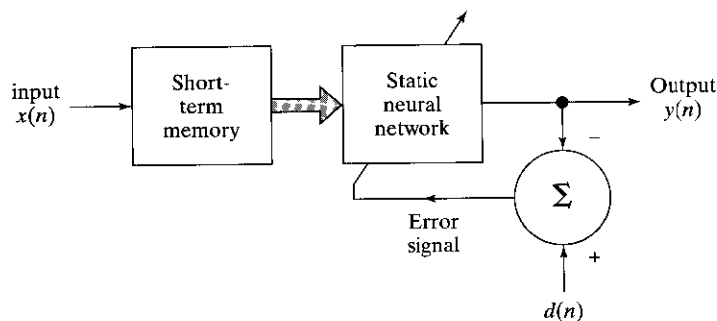 input
x(n)
Short-
term
memory
Static
neural
network
Output
y(n)
−
Σ
+
Error
signal
d(n)